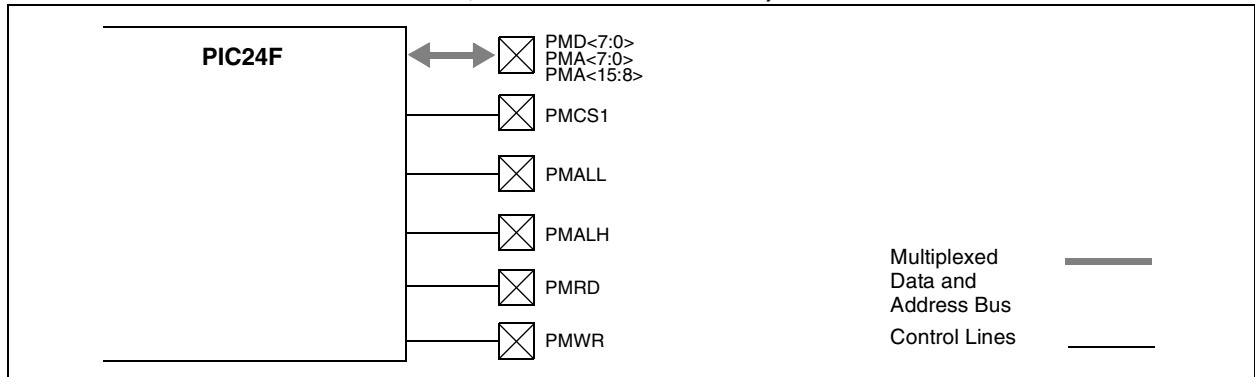 PIC24F
PMD<7:0>
PMA<7:0>
PMA<15:8>
PMCS1
PMALL
PMALH
PMRD
PMWR
Multiplexed
Data and
Address Bus
Control Lines